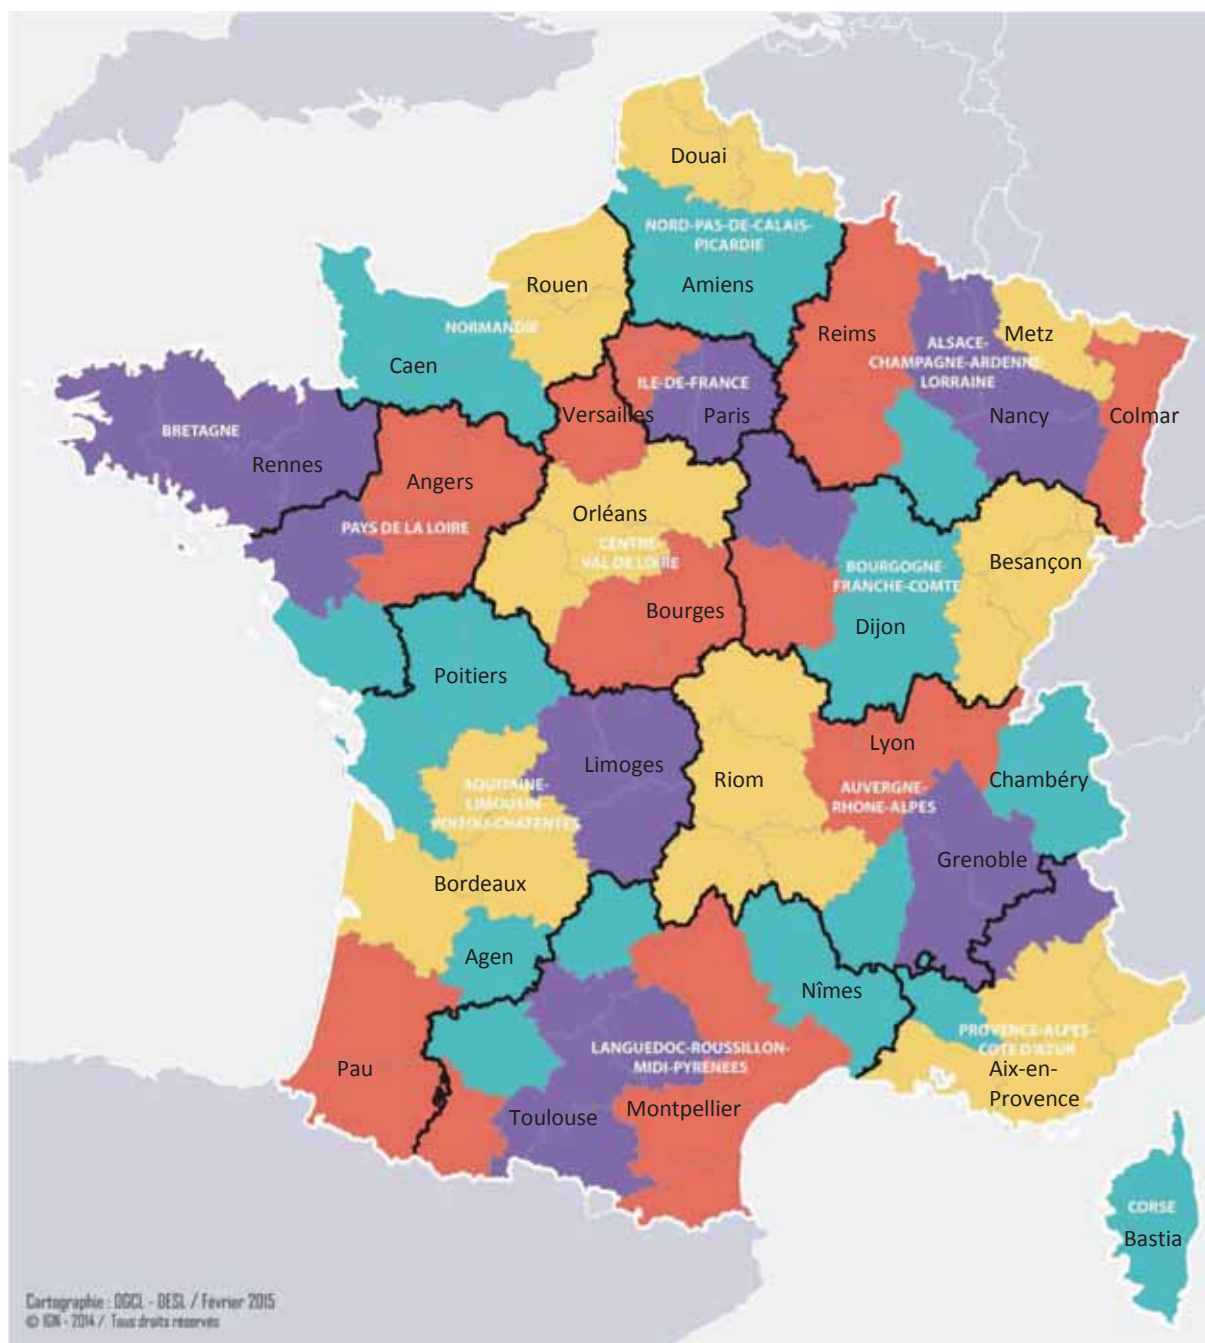 Douai
NORD-PAS-DE-CALAIS-
PICARDIE
Amiens
Rouen
NORMANDIE
Caen
Reims
Metz
ALSACE-
CHAMPAGNE-ARDENNE-
LORRAINE
Nancy
Colmar
ILE-DE-FRANCE
Versailles
Paris
BRETAGNE
Rennes
Angers
PAYS DE LA LOIRE
Orléans
CENTRE-
VAL DE LOIRE
Bourges
BOURGOGNE-
FRANCHE-COMTE
Besançon
Dijon
Poitiers
Limoges
AQUITAINE-
LIMOUSIN-
POITOU-CHARENTES
Riom
Lyon
AUVERGNE-
RHONE-ALPES
Chambéry
Grenoble
Bordeaux
Agen
Nîmes
PROVENCE-ALPES-
COTE D'AZUR
Aix-en-
Provence
LANGUEDOC-ROUSSILLON-
MIDI-PYRENEES
Pau
Toulouse
Montpellier
CORSE
Bastia
Cartographie : DGCL - DESL / Février 2015
© IGN - 2014 / Tous droits réservés